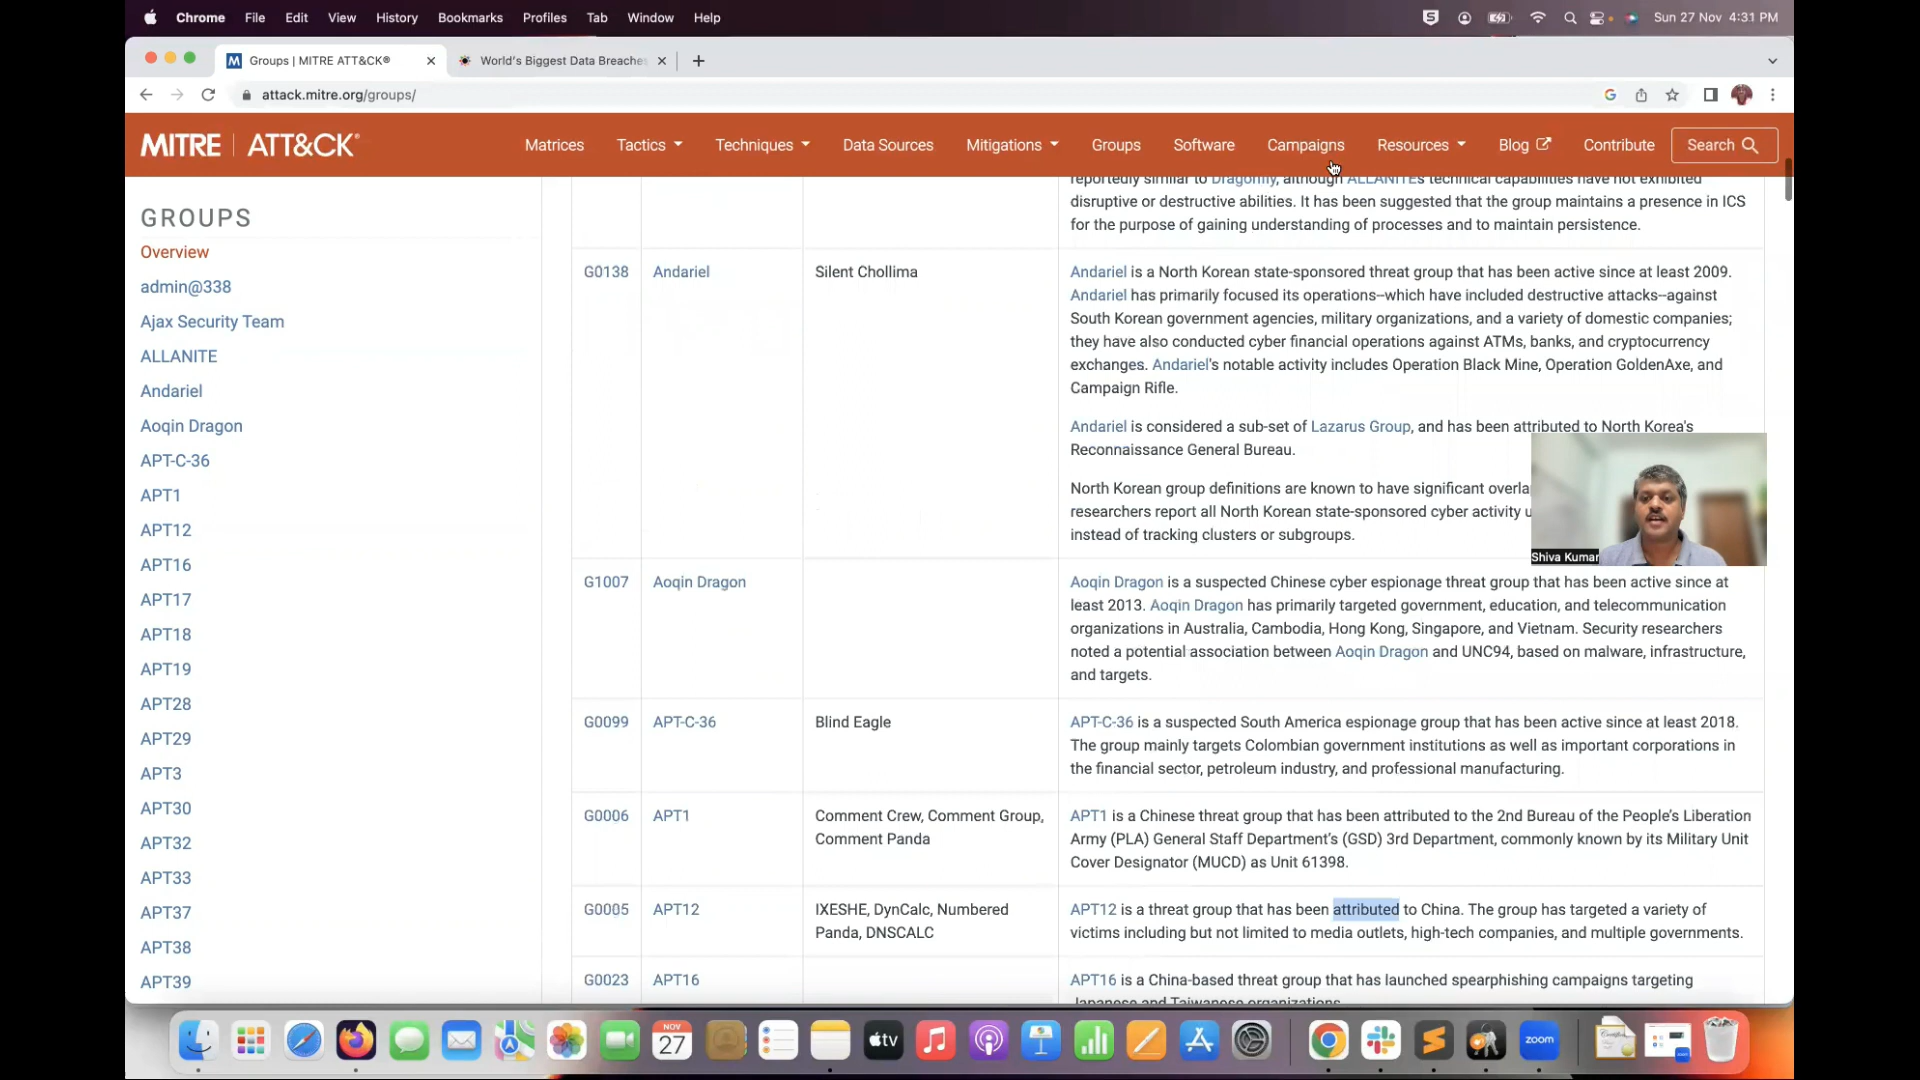 Chrome File Edit View History Bookmarks Profiles Tab Window Help Sun 27 Nov 4:31 PM
Groups | MITRE ATT&CK® World's Biggest Data Breaches
attack.mitre.org/groups/
MITRE | ATT&CK® Matrices Tactics Techniques Data Sources Mitigations Groups Software Campaigns Resources Blog Contribute Search
GROUPS
Overview
admin@338
Ajax Security Team
ALLANITE
Andariel
Aoqin Dragon
APT-C-36
APT1
APT12
APT16
APT17
APT18
APT19
APT28
APT29
APT3
APT30
APT32
APT33
APT37
APT38
APT39
reportedly similar to Dragonfly, although ALLANITEs technical capabilities have not exhibited
disruptive or destructive abilities. It has been suggested that the group maintains a presence in ICS
for the purpose of gaining understanding of processes and to maintain persistence.
G0138 Andariel Silent Chollima
Andariel is a North Korean state-sponsored threat group that has been active since at least 2009.
Andariel has primarily focused its operations--which have included destructive attacks--against
South Korean government agencies, military organizations, and a variety of domestic companies;
they have also conducted cyber financial operations against ATMs, banks, and cryptocurrency
exchanges. Andariel's notable activity includes Operation Black Mine, Operation GoldenAxe, and
Campaign Rifle.
Andariel is considered a sub-set of Lazarus Group, and has been attributed to North Korea's
Reconnaissance General Bureau.
North Korean group definitions are known to have significant
researchers report all North Korean state-sponsored cyber activity
instead of tracking clusters or subgroups.
Shiva Kumar
G1007 Aoqin Dragon
Aoqin Dragon is a suspected Chinese cyber espionage threat group that has been active since at
least 2013. Aoqin Dragon has primarily targeted government, education, and telecommunication
organizations in Australia, Cambodia, Hong Kong, Singapore, and Vietnam. Security researchers
noted a potential association between Aoqin Dragon and UNC94, based on malware, infrastructure,
and targets.
G0099 APT-C-36 Blind Eagle
APT-C-36 is a suspected South America espionage group that has been active since at least 2018.
The group mainly targets Colombian government institutions as well as important corporations in
the financial sector, petroleum industry, and professional manufacturing.
G0006 APT1 Comment Crew, Comment Group,
Comment Panda
APT1 is a Chinese threat group that has been attributed to the 2nd Bureau of the People's Liberation
Army (PLA) General Staff Department's (GSD) 3rd Department, commonly known by its Military Unit
Cover Designator (MUCD) as Unit 61398.
G0005 APT12 IXESHE, DynCalc, Numbered
Panda, DNSCALC
APT12 is a threat group that has been attributed to China. The group has targeted a variety of
victims including but not limited to media outlets, high-tech companies, and multiple governments.
G0023 APT16
APT16 is a China-based threat group that has launched spearphishing campaigns targeting
Japanese and Taiwanese organizations.
NOV
27
tv
zoom